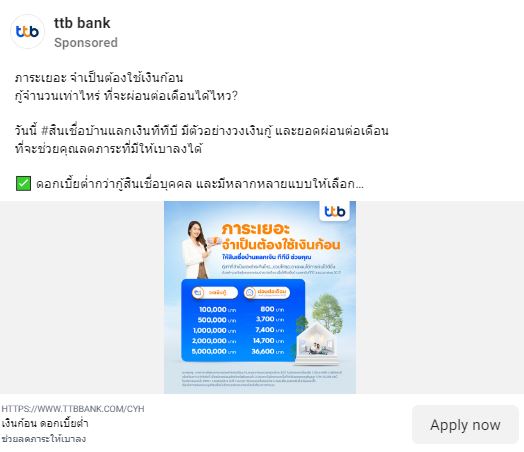 ttb
ttb bank
Sponsored
ภาระเยอะ จำเป็นต้องใช้เงินก้อน
กู้จำนวนเท่าไหร่ ที่จะผ่อนต่อเดือนได้ไหว?
วันนี้ #สินเชื่อบ้านแลกเงินทีทีบี มีตัวอย่างวงเงินกู้ และยอดผ่อนต่อเดือน
ที่จะช่วยคุณลดภาระที่มีให้เบาลงได้
✅ ดอกเบี้ยต่ำกว่ากู้สินเชื่อบุคคล และมีหลากหลายแบบให้เลือก...
ttb
ภาระเยอะ
จำเป็นต้องใช้เงินก้อน
ให้สินเชื่อบ้านแลกเงิน ทีทีบี ช่วยคุณ
วงเงินกู้ ผ่อนต่อเดือน
100,000 บาท 800 บาท
500,000 บาท 3,700 บาท
1,000,000 บาท 7,400 บาท
2,000,000 บาท 14,700 บาท
5,000,000 บาท 36,600 บาท
HTTPS://WWW.TTBBANK.COM/CYH
เงินก้อน ดอกเบี้ยต่ำ
ช่วยลดภาระให้เบาลง
Apply now